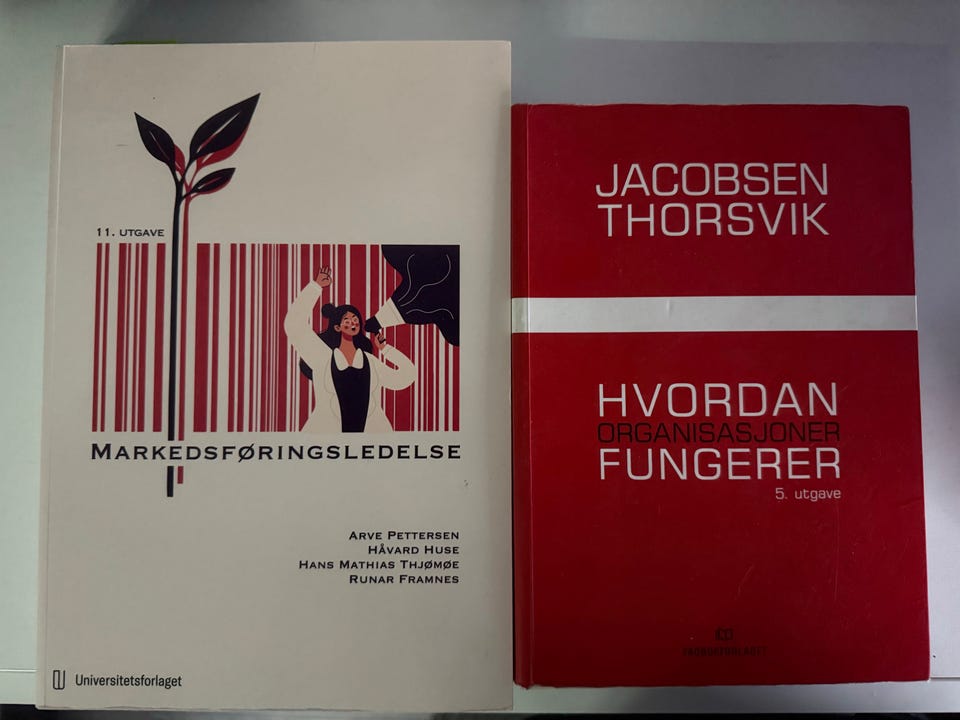 11. UTGAVE
MARKEDSFØRINGSLEDELSE
ARVE PETTERSEN
HÅVARD HUSE
HANS MATHIAS THJØMØE
RUNAR FRAMNES
Universitetsforlaget
JACOBSEN
THORSVIK
HVORDAN
ORGANISASJONER
FUNGERER
5. utgave
FAGBOKFORLAGET